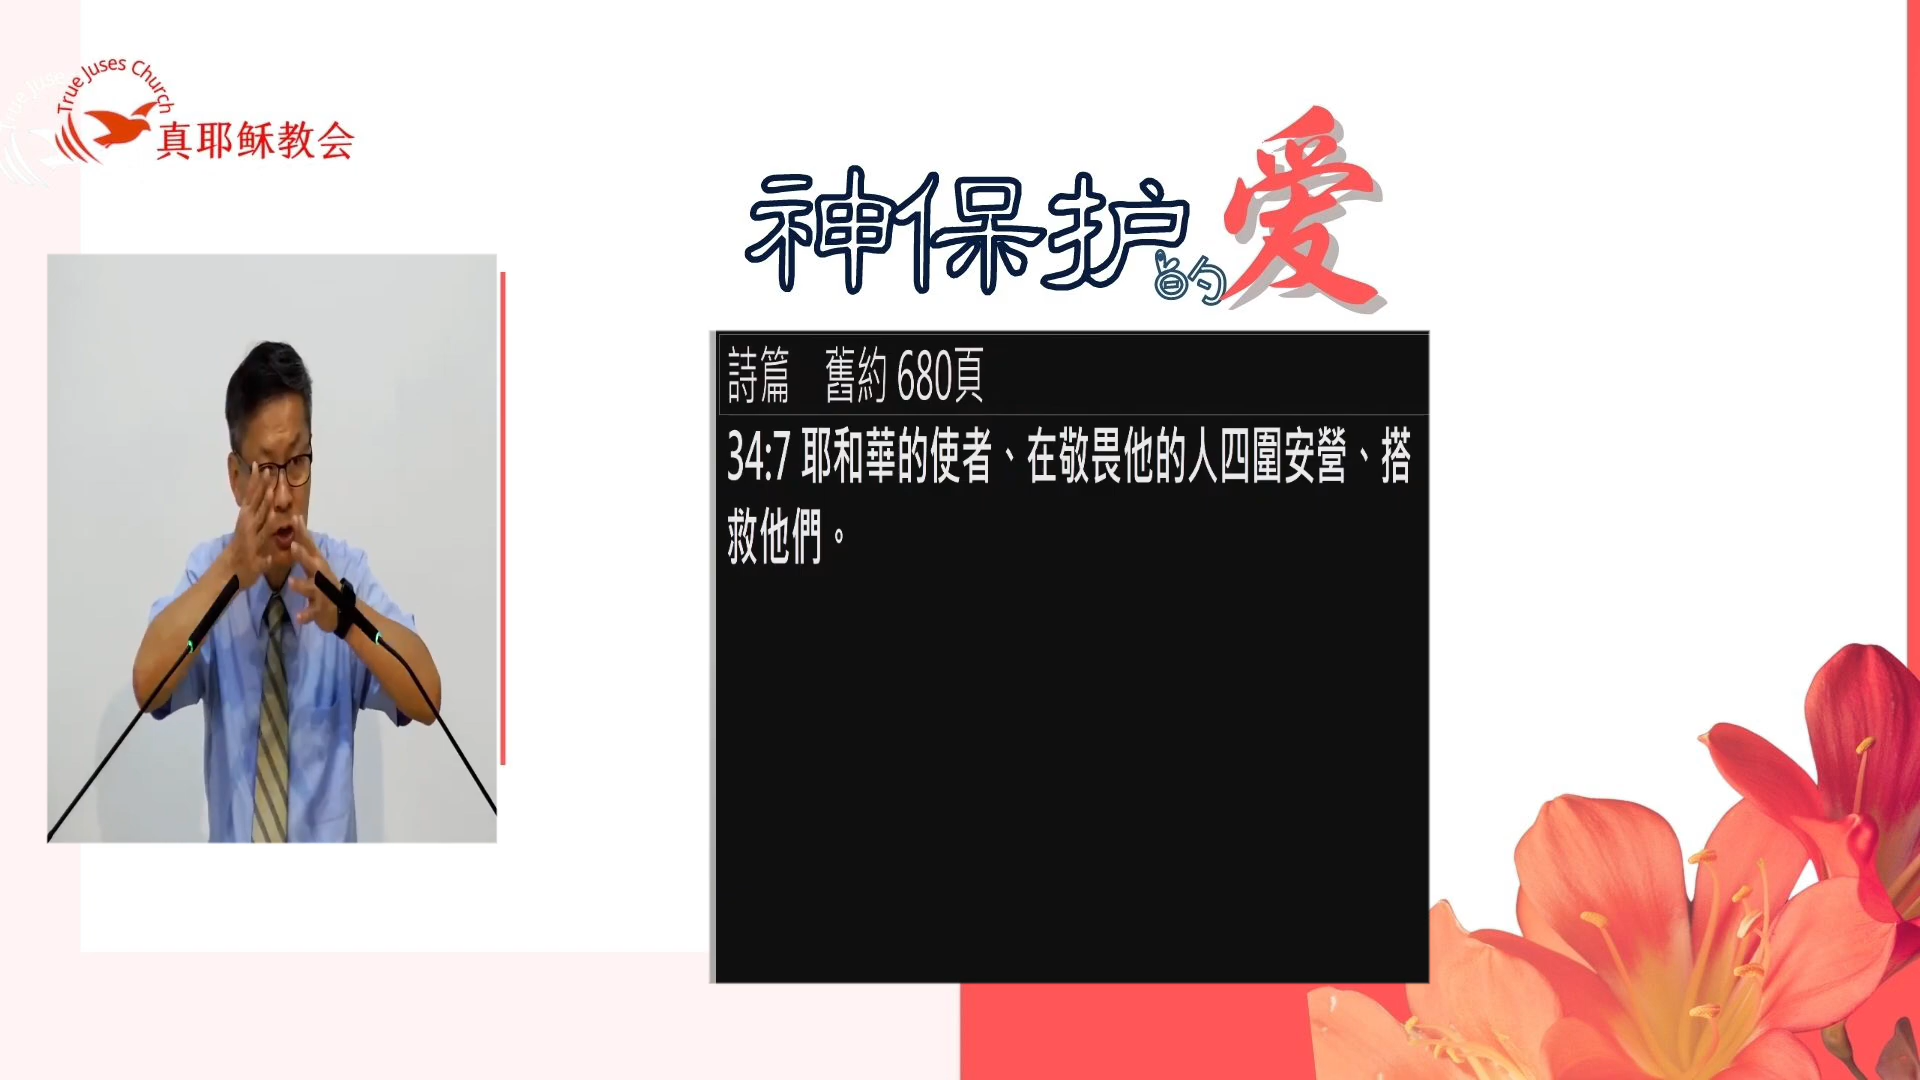 True Juses Church
真耶稣教会
神保护的爱
詩篇　舊約 680頁
34:7 耶和華的使者、在敬畏他的人四圍安營、搭
救他們。